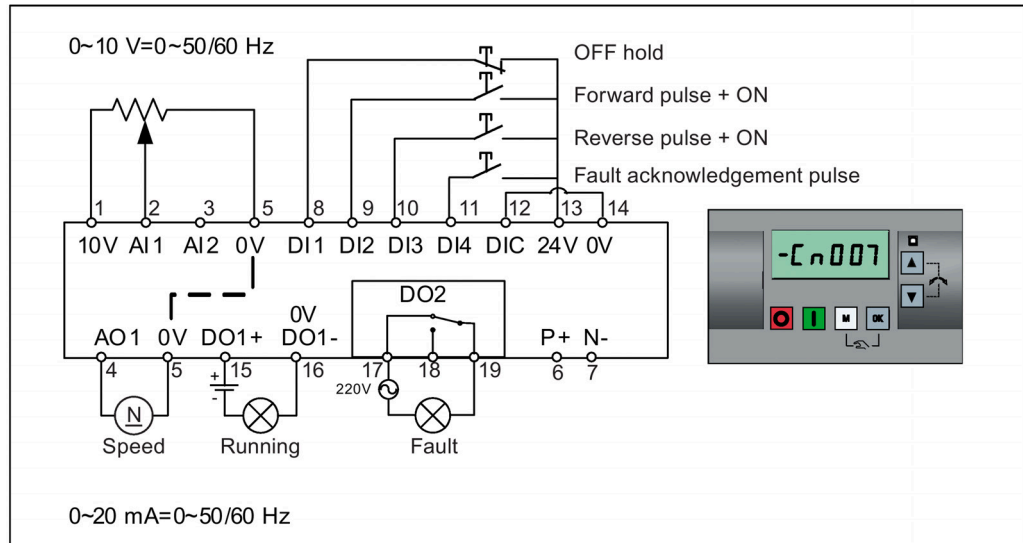 0~10 V=0~50/60 Hz
OFF hold
Forward pulse + ON
Reverse pulse + ON
Fault acknowledgement pulse
1 2 3 5 8 9 10 11 12 13 14
10V AI1 AI2 0V DI1 DI2 DI3 DI4 DIC 24V 0V
-Cn007
M OK
DO2
0V
AO1 0V DO1+ DO1- P+ N-
4 5 15 16 17 18 19 6 7
+
-
220V
N
Speed Running Fault
0~20 mA=0~50/60 Hz